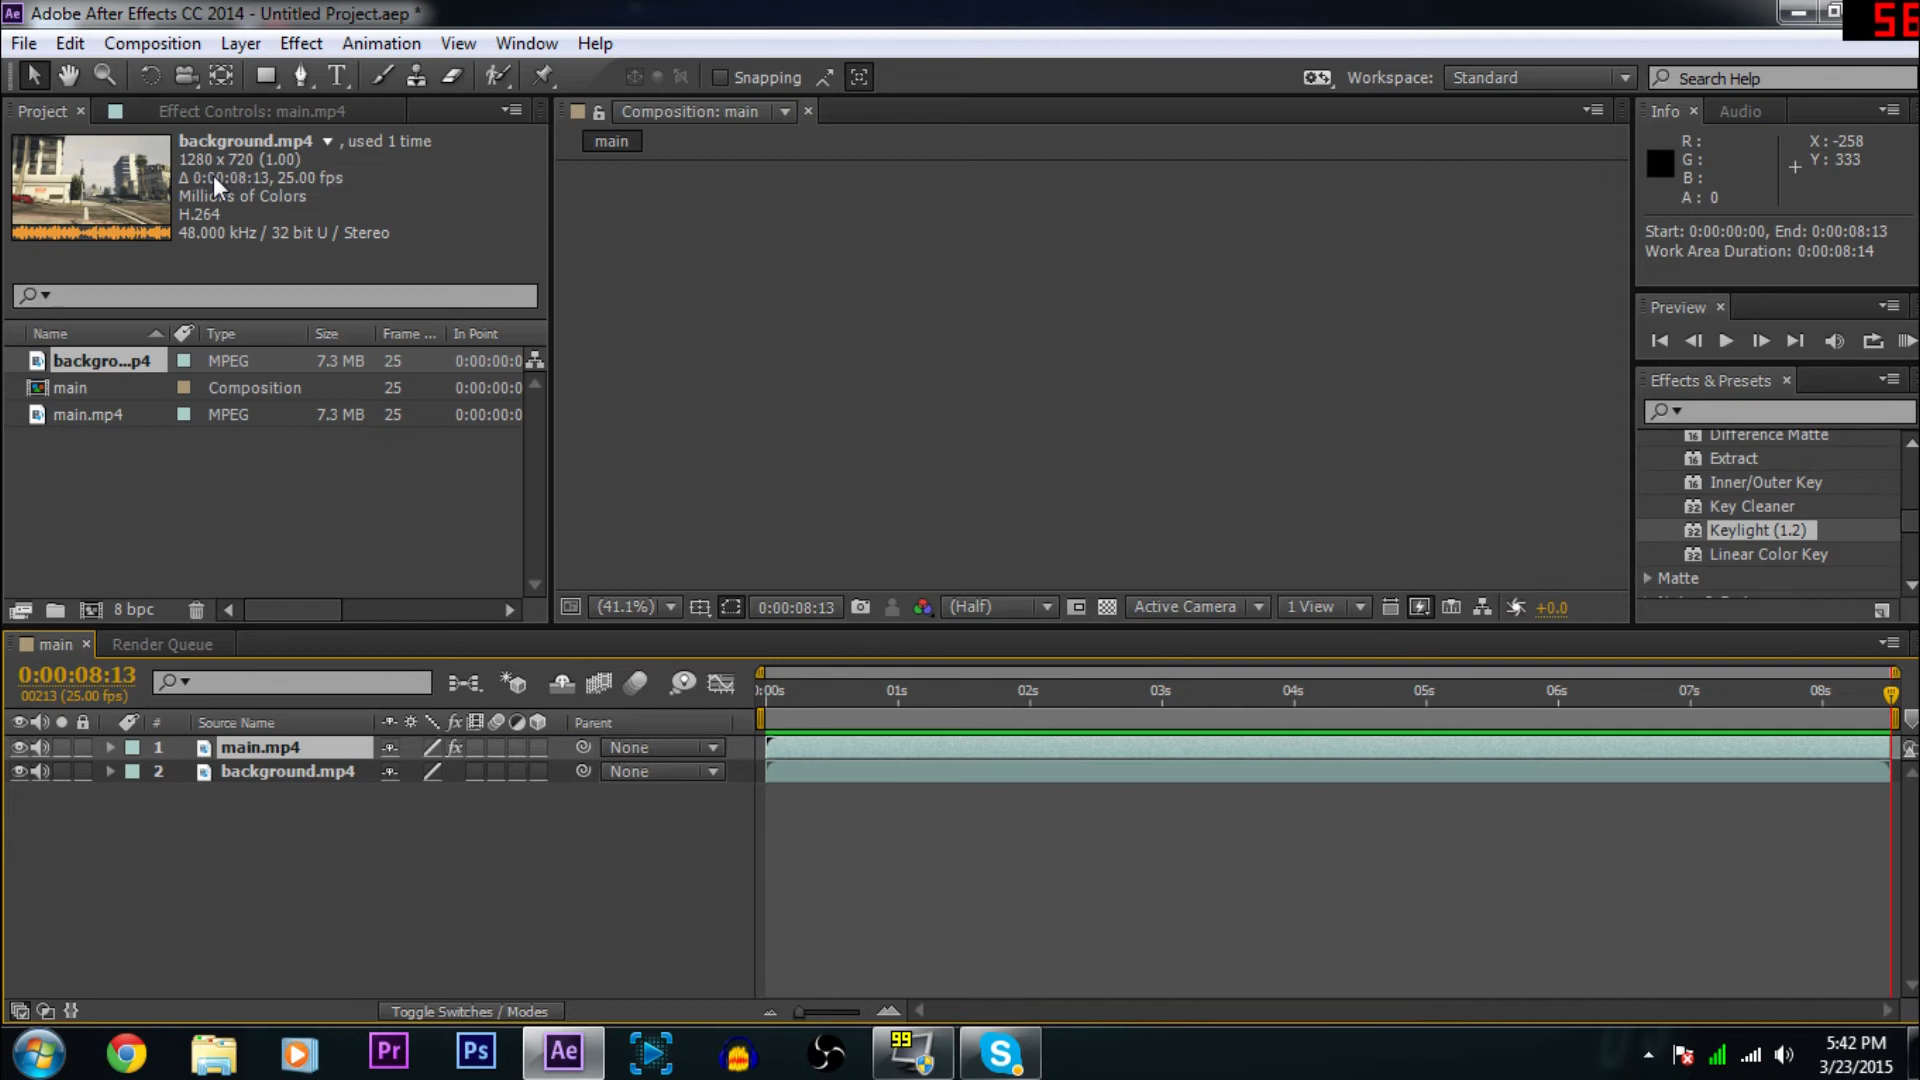 Adobe After Effects CC 2014 - Untitled Project.aep *
56
File Edit Composition Layer Effect Animation View Window Help
Snapping
Workspace: Standard
Search Help
Project
Effect Controls: main.mp4
background.mp4 , used 1 time
1280 x 720 (1.00)
Δ 0:00:08:13, 25.00 fps
Millions of Colors
H.264
48.000 kHz / 32 bit U / Stereo
Name Type Size Frame ... In Point
backgro...p4 MPEG 7.3 MB 25 0:00:00:0
main Composition 25 0:00:00:0
main.mp4 MPEG 7.3 MB 25 0:00:00:0
8 bpc
Composition: main
main
(41.1%) 0:00:08:13 (Half) Active Camera 1 View +0.0
Info Audio
R :
G :
B :
A : 0
X : -258
Y : 333
Start: 0:00:00:00, End: 0:00:08:13
Work Area Duration: 0:00:08:14
Preview
Effects & Presets
Difference Matte
Extract
Inner/Outer Key
Key Cleaner
Keylight (1.2)
Linear Color Key
Matte
main Render Queue
0:00:08:13
00213 (25.00 fps)
# Source Name Parent
1 main.mp4 None
2 background.mp4 None
):00s 01s 02s 03s 04s 05s 06s 07s 08s
Toggle Switches / Modes
Pr Ps Ae 99
5:42 PM
3/23/2015